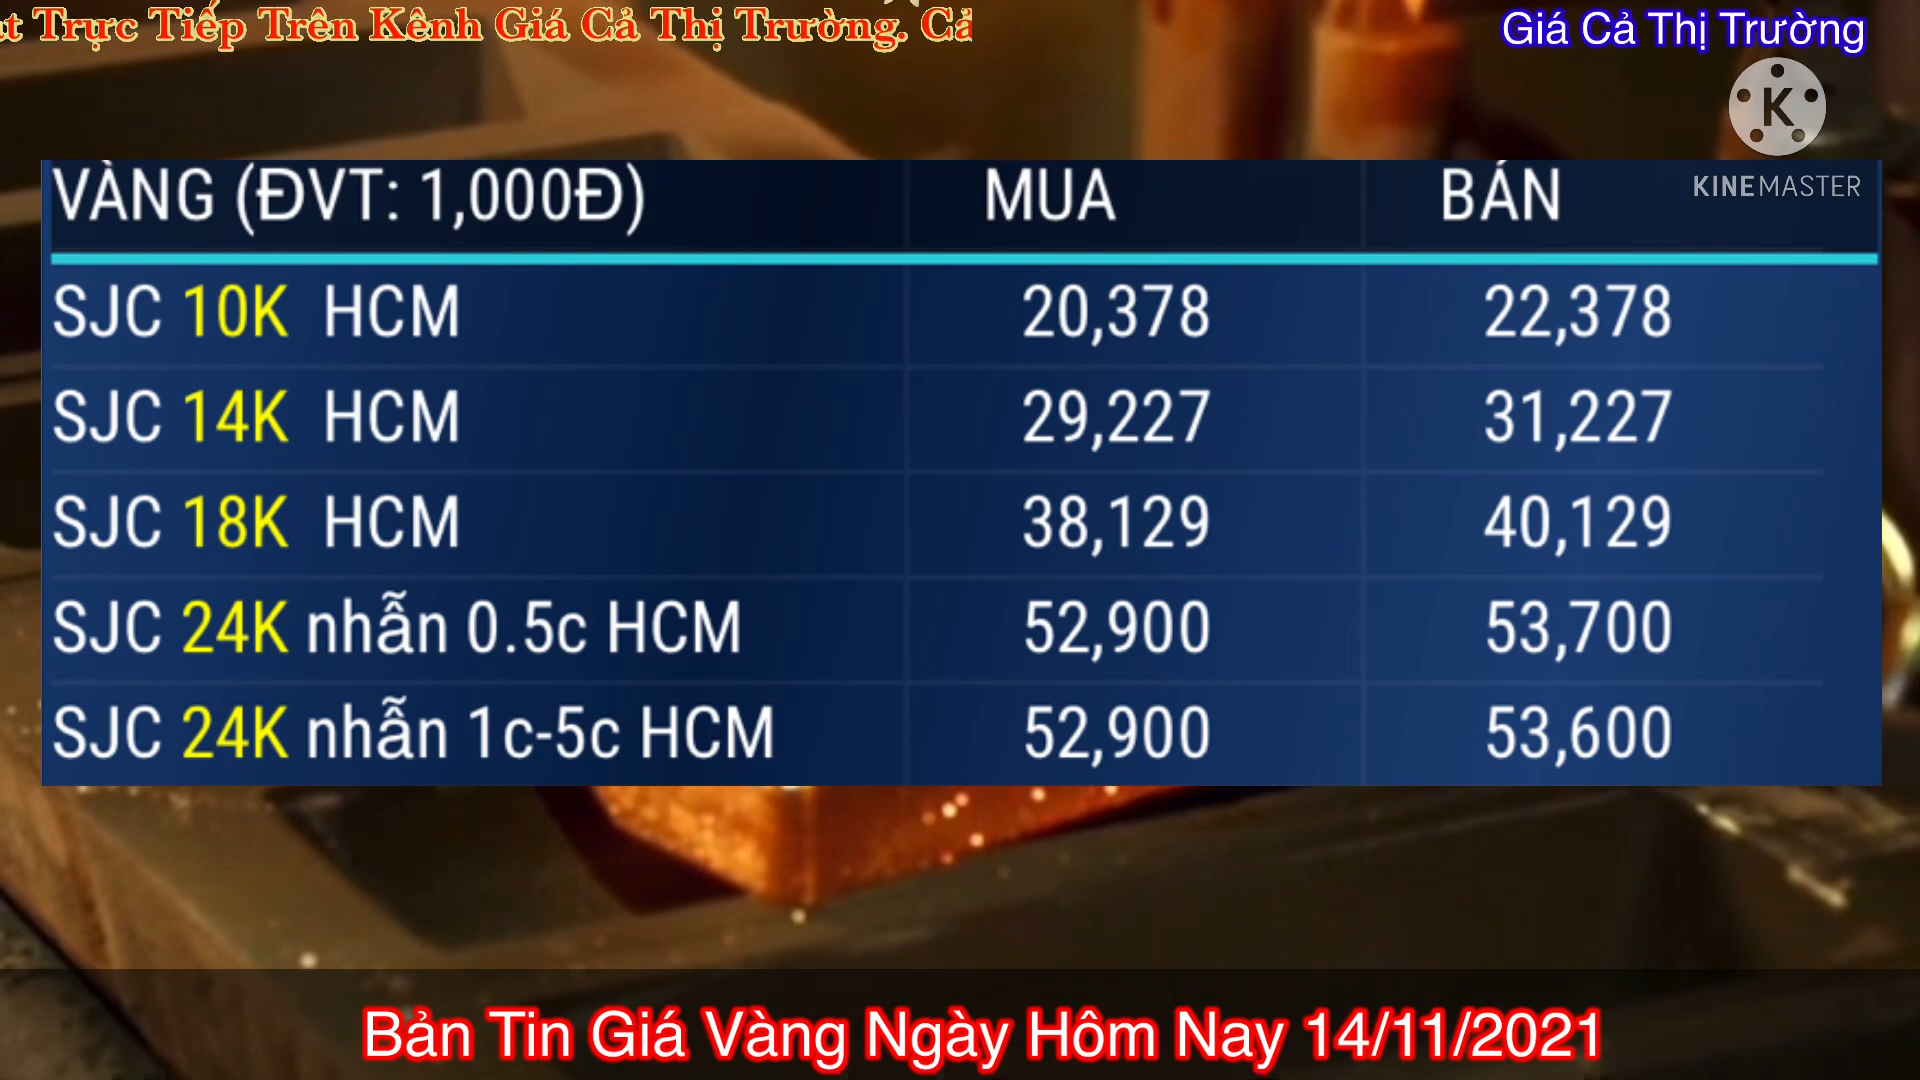 Trực Tiếp Trên Kênh Giá Cả Thị Trường. Cả
Giá Cả Thị Trường
K
KINEMASTER
VÀNG (ĐVT: 1,000Đ) MUA BÁN
SJC 10K HCM 20,378 22,378
SJC 14K HCM 29,227 31,227
SJC 18K HCM 38,129 40,129
SJC 24K nhẫn 0.5c HCM 52,900 53,700
SJC 24K nhẫn 1c-5c HCM 52,900 53,600
Bản Tin Giá Vàng Ngày Hôm Nay 14/11/2021